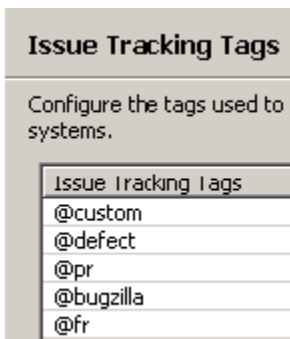 Issue Tracking Tags
Configure the tags used to
systems.
Issue Tracking Tags
@custom
@defect
@pr
@bugzilla
@fr